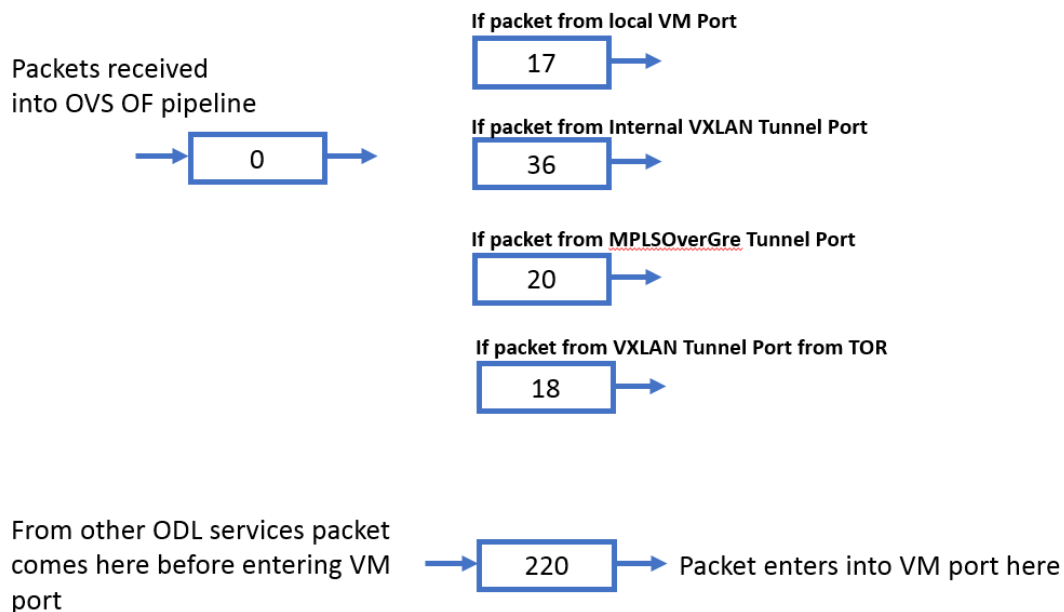 If packet from local VM Port
17
Packets received
into OVS OF pipeline
0
If packet from Internal VXLAN Tunnel Port
36
If packet from MPLSOverGre Tunnel Port
20
If packet from VXLAN Tunnel Port from TOR
18
From other ODL services packet
comes here before entering VM
port
220
Packet enters into VM port here